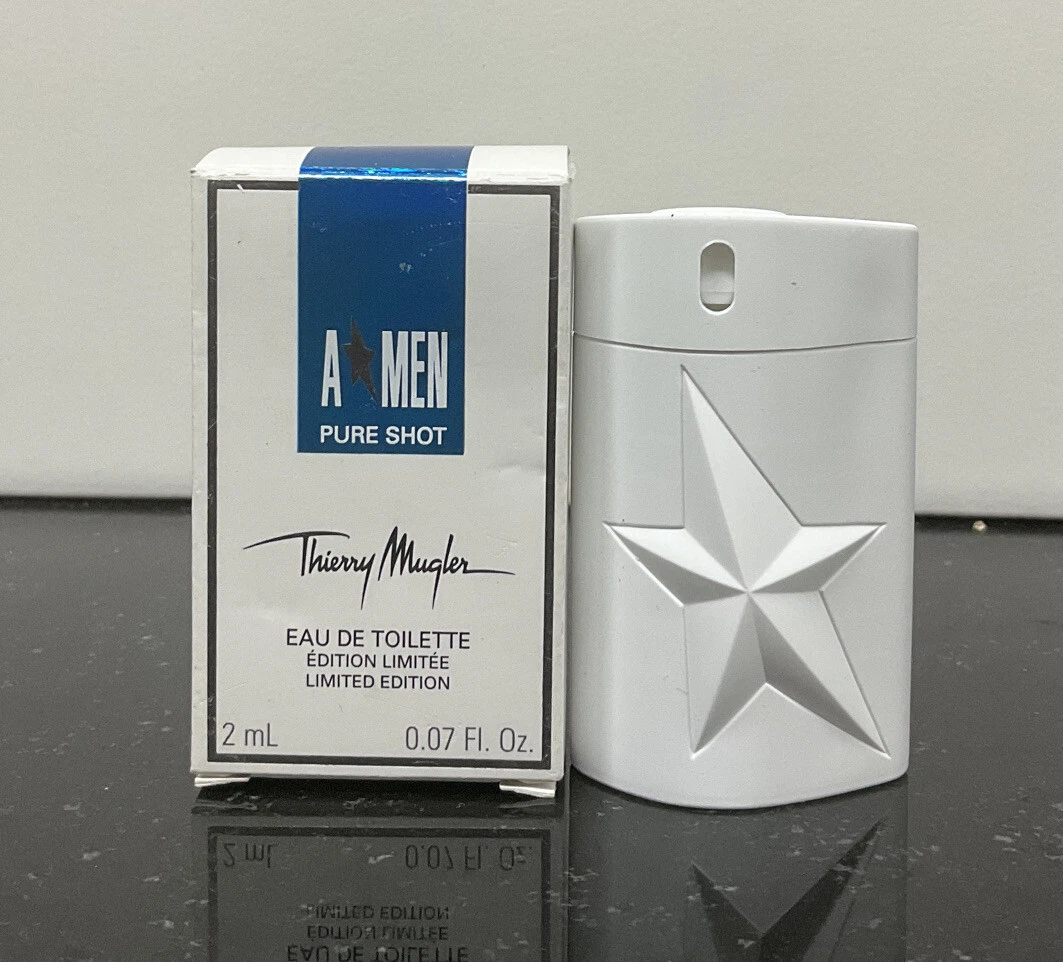 A★MEN
PURE SHOT
Thierry Mugler
EAU DE TOILETTE
ÉDITION LIMITÉE
LIMITED EDITION
2 mL 0.07 Fl. Oz.